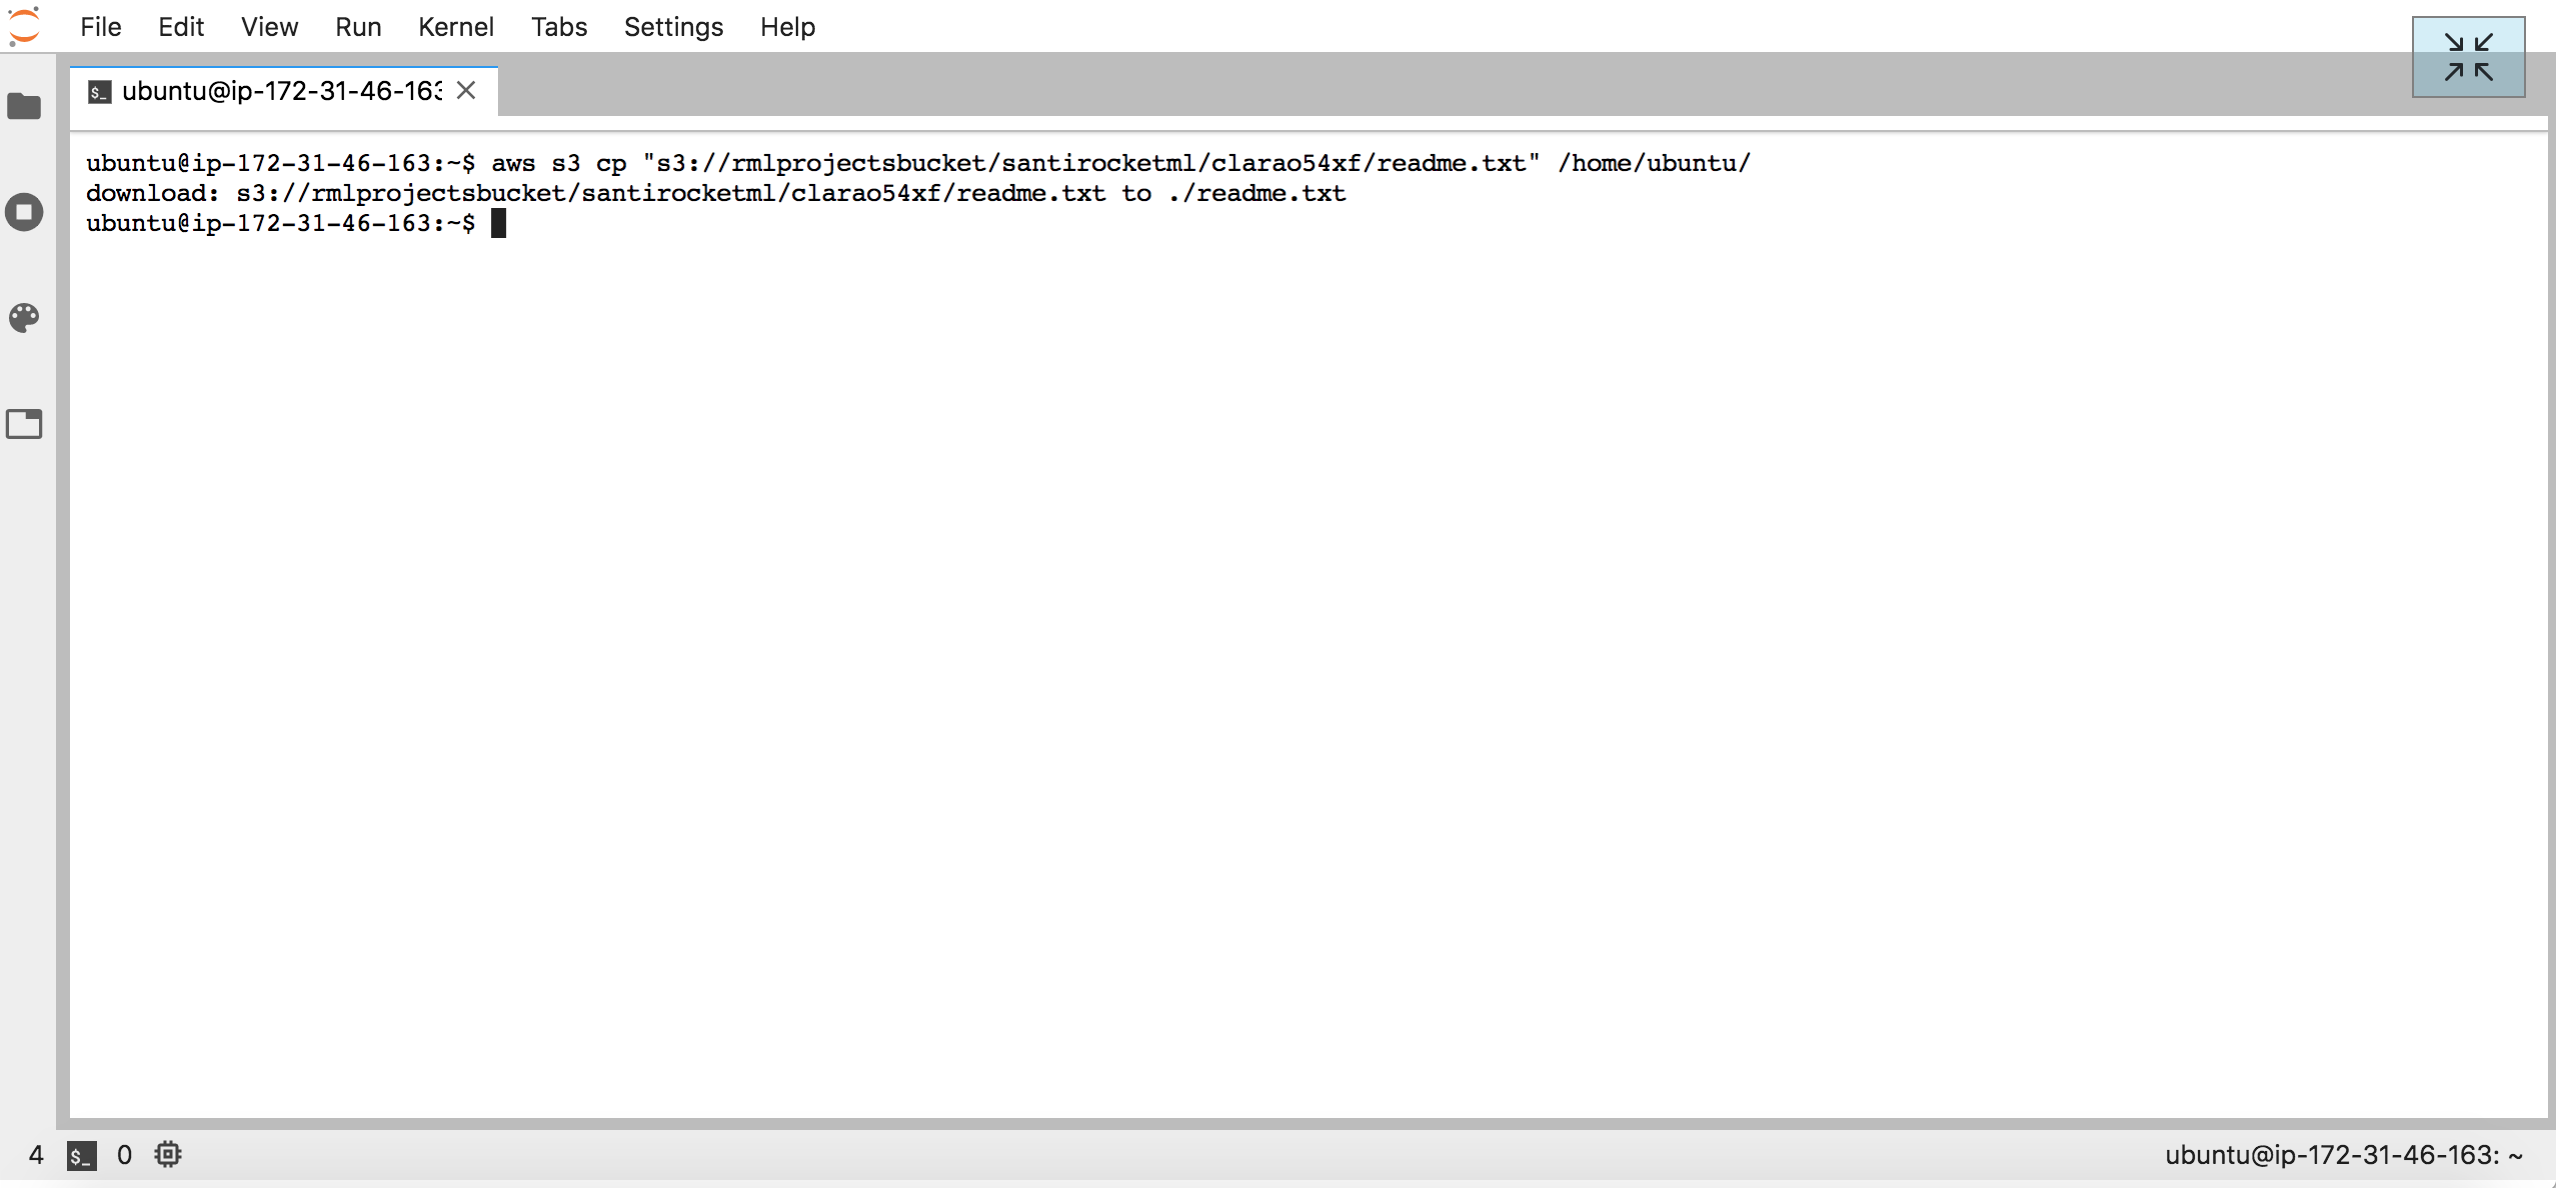 File Edit View Run Kernel Tabs Settings Help
$_ ubuntu@ip-172-31-46-163
ubuntu@ip-172-31-46-163:~$ aws s3 cp "s3://rmlprojectsbucket/santirocketml/clarao54xf/readme.txt" /home/ubuntu/
download: s3://rmlprojectsbucket/santirocketml/clarao54xf/readme.txt to ./readme.txt
ubuntu@ip-172-31-46-163:~$
4 $_ 0 ubuntu@ip-172-31-46-163: ~